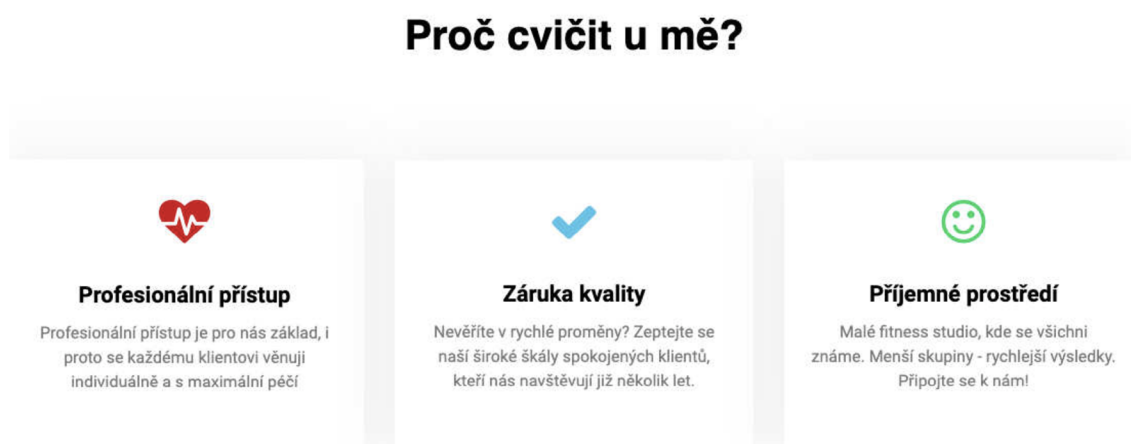 Proč cvičit u mě?
Profesionální přístup
Profesionální přístup je pro nás základ, i
proto se každému klientovi věnuji
individuálně a s maximální péčí
Záruka kvality
Nevěříte v rychlé proměny? Zeptejte se
naší široké škály spokojených klientů,
kteří nás navštěvují již několik let.
Příjemné prostředí
Malé fitness studio, kde se všichni
známe. Menší skupiny - rychlejší výsledky.
Připojte se k nám!